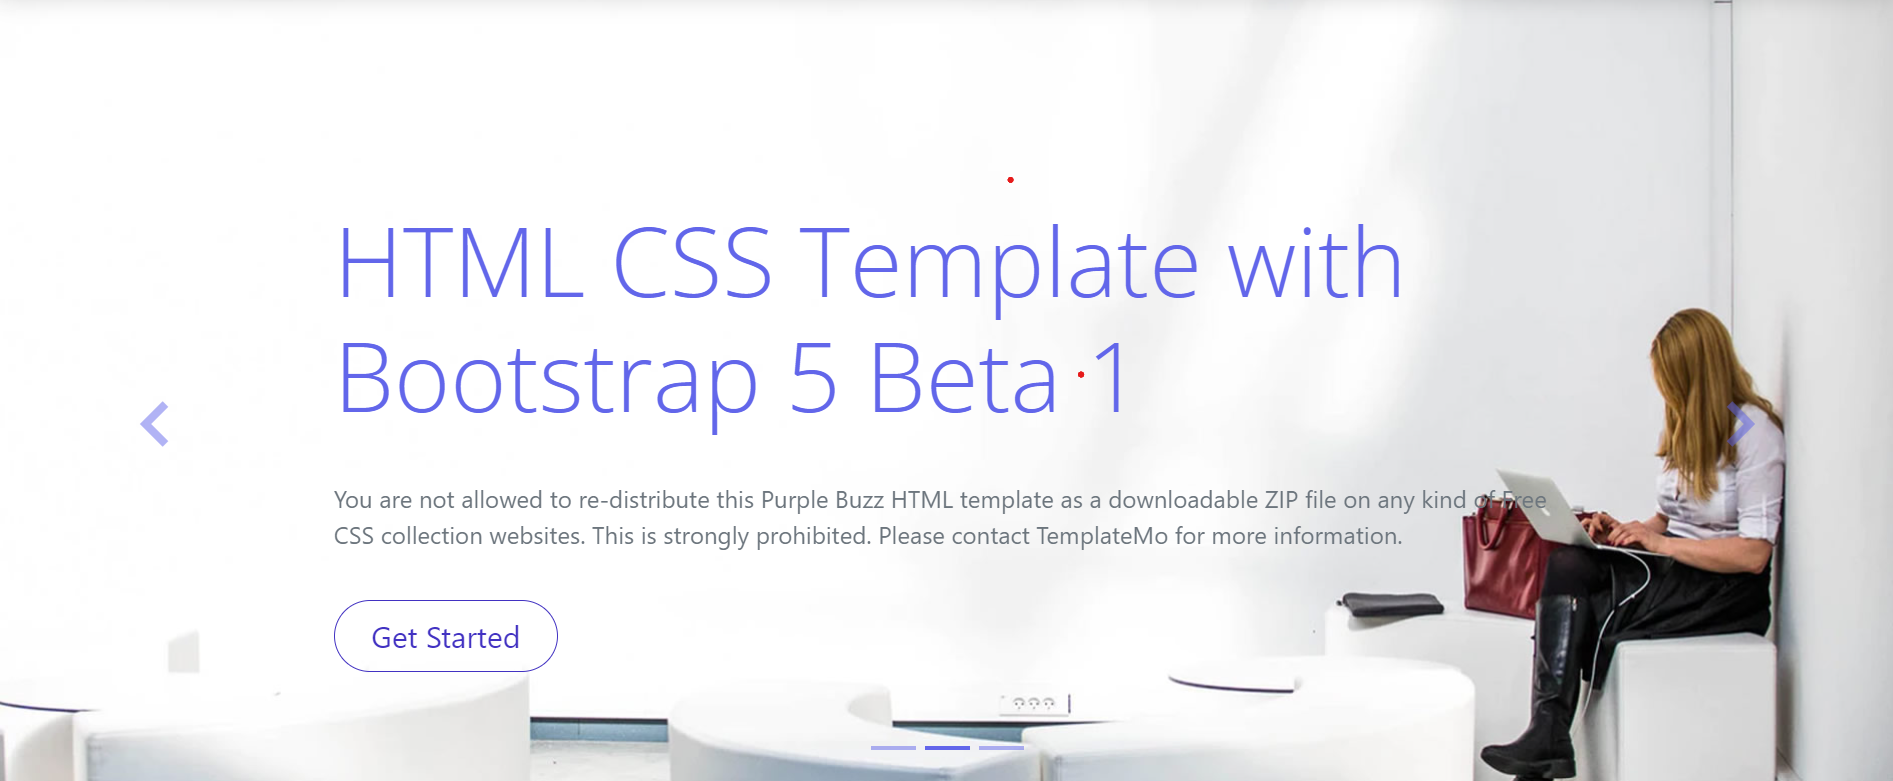 HTML CSS Template with
Bootstrap 5 Beta 1
You are not allowed to re-distribute this Purple Buzz HTML template as a downloadable ZIP file on any kind of Free
CSS collection websites. This is strongly prohibited. Please contact TemplateMo for more information.
Get Started